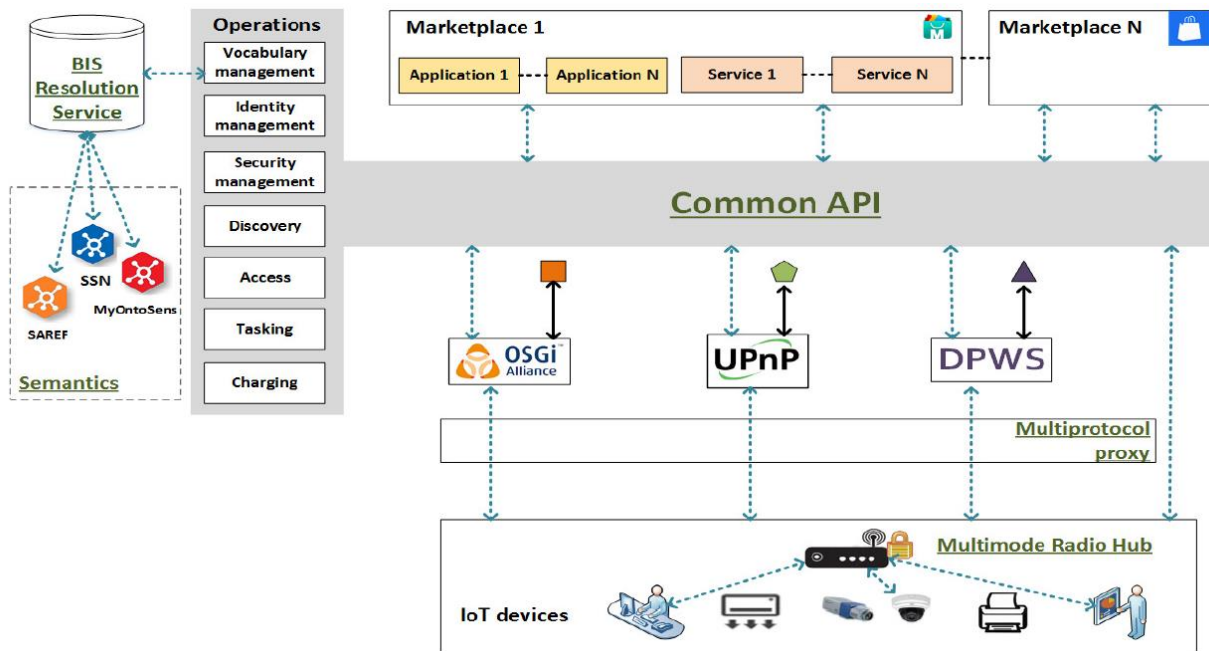 BIS
Resolution
Service
Semantics
SAREF
SSN
MyOntoSens
Operations
Vocabulary
management
Identity
management
Security
management
Discovery
Access
Tasking
Charging
Marketplace 1
M
Application 1
Application N
Service 1
Service N
Marketplace N
Common API
OSGi™
Alliance
UPnP
DPWS
Multiprotocol
proxy
Multimode Radio Hub
IoT devices